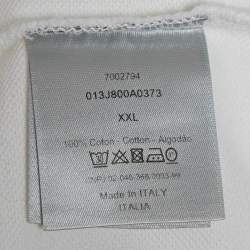 7002794
013J800A0373
XXL
100% Coton - Cotton - Algodão
Made in ITALY
ITALIA